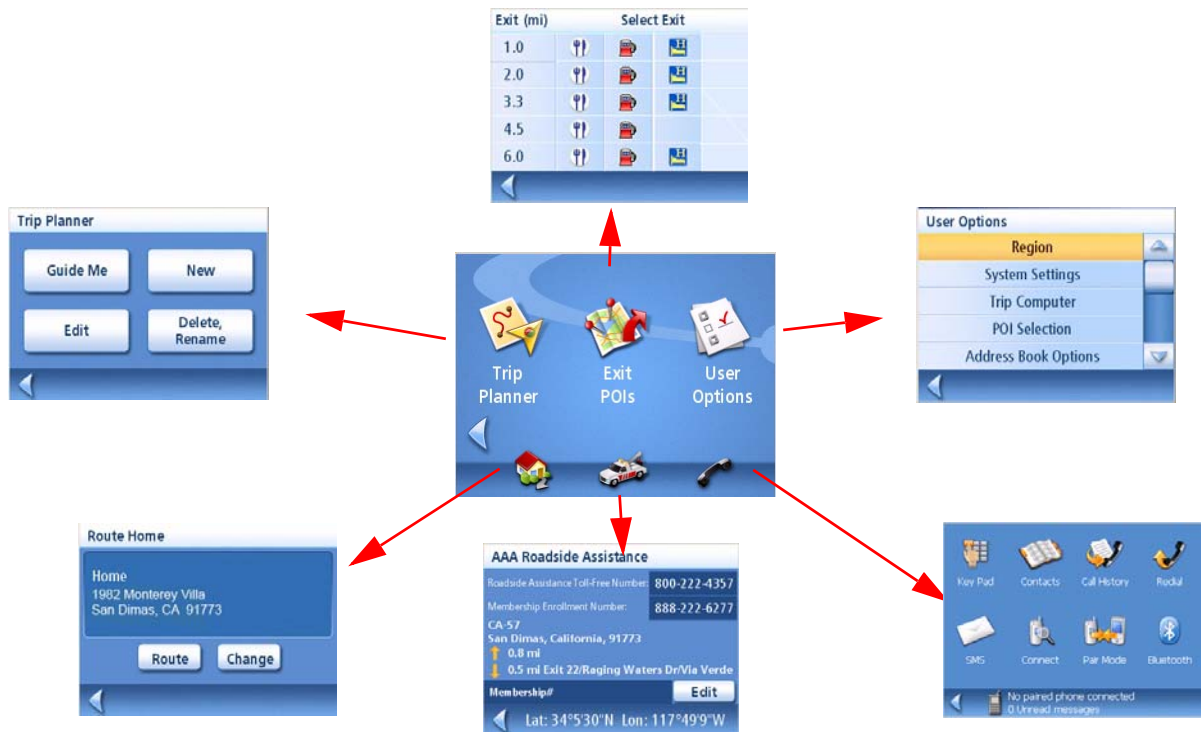 Exit (mi) Select Exit
1.0
2.0
3.3
4.5
6.0
Trip Planner
Guide Me New
Edit Delete,
Rename
Trip
Planner
Exit
POIs
User
Options
User Options
Region
System Settings
Trip Computer
POI Selection
Address Book Options
Route Home
Home
1982 Monterey Villa
San Dimas, CA 91773
Route Change
AAA Roadside Assistance
Roadside Assistance Toll-Free Number: 800-222-4357
Membership Enrollment Number: 888-222-6277
CA-57
San Dimas, California, 91773
0.8 mi
0.5 mi Exit 22/Raging Waters Dr/Via Verde
Membership# Edit
Lat: 34°5'30"N Lon: 117°49'9"W
Key Pad Contacts Call History Redial
SMS Connect Pair Mode Bluetooth
No paired phone connected
0 Unread messages